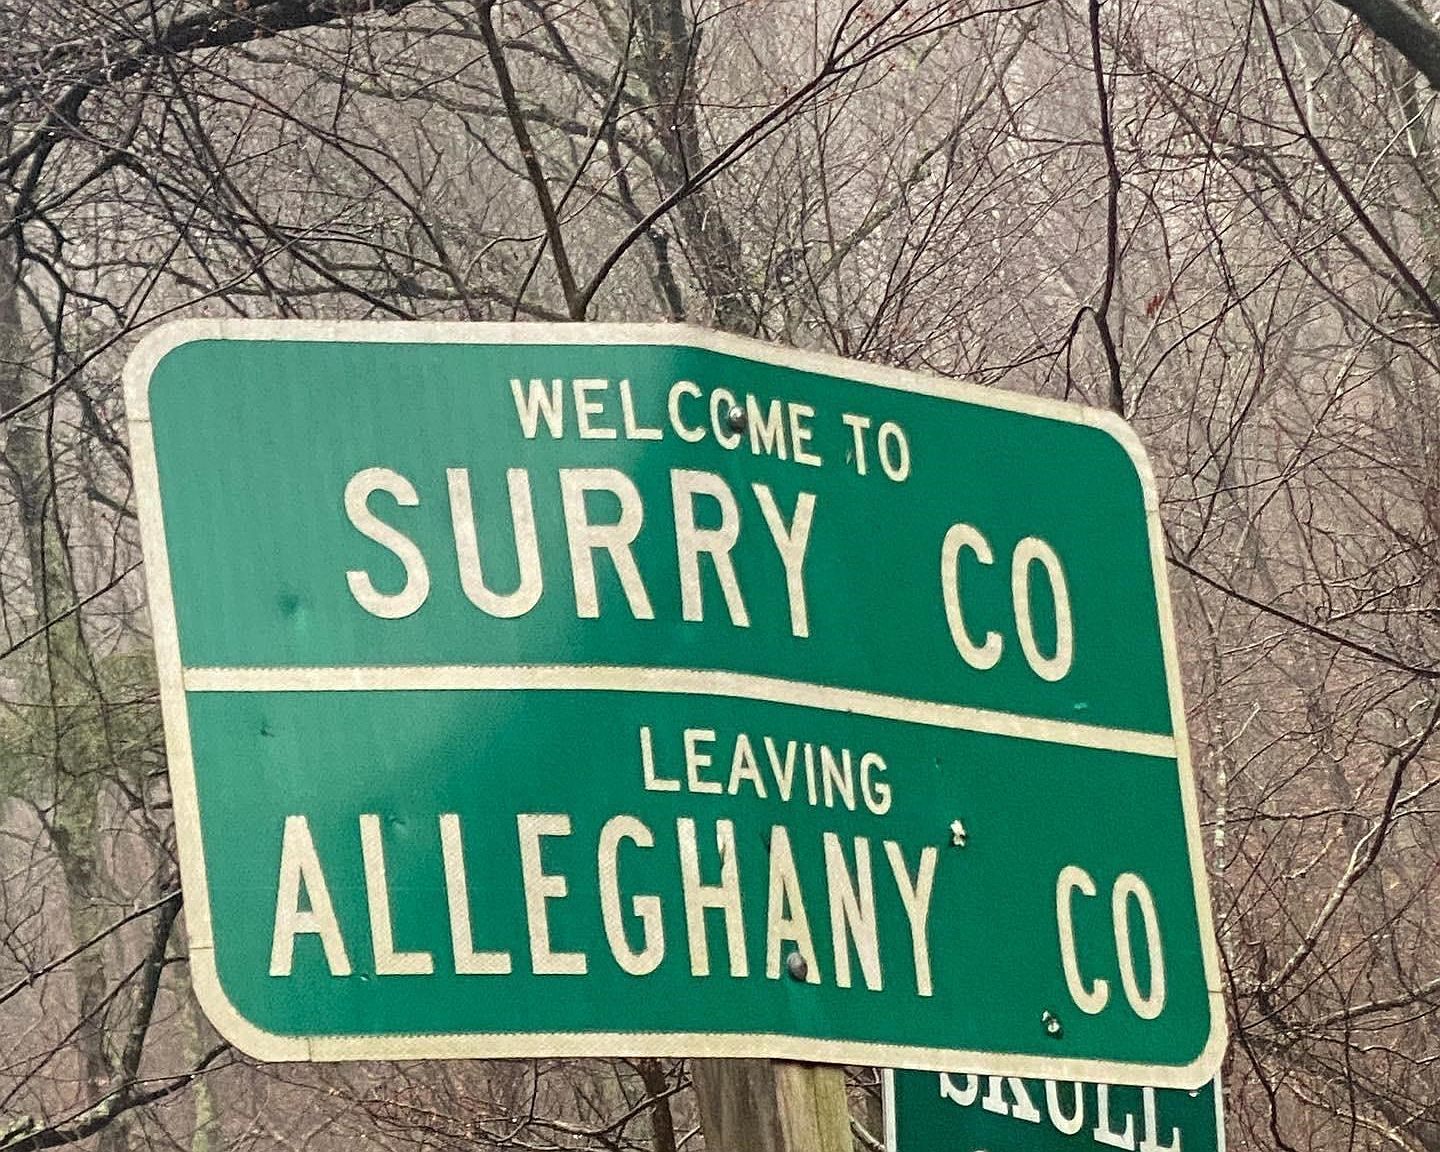 WELCOME TO
SURRY CO
LEAVING
ALLEGHANY CO
SKULL